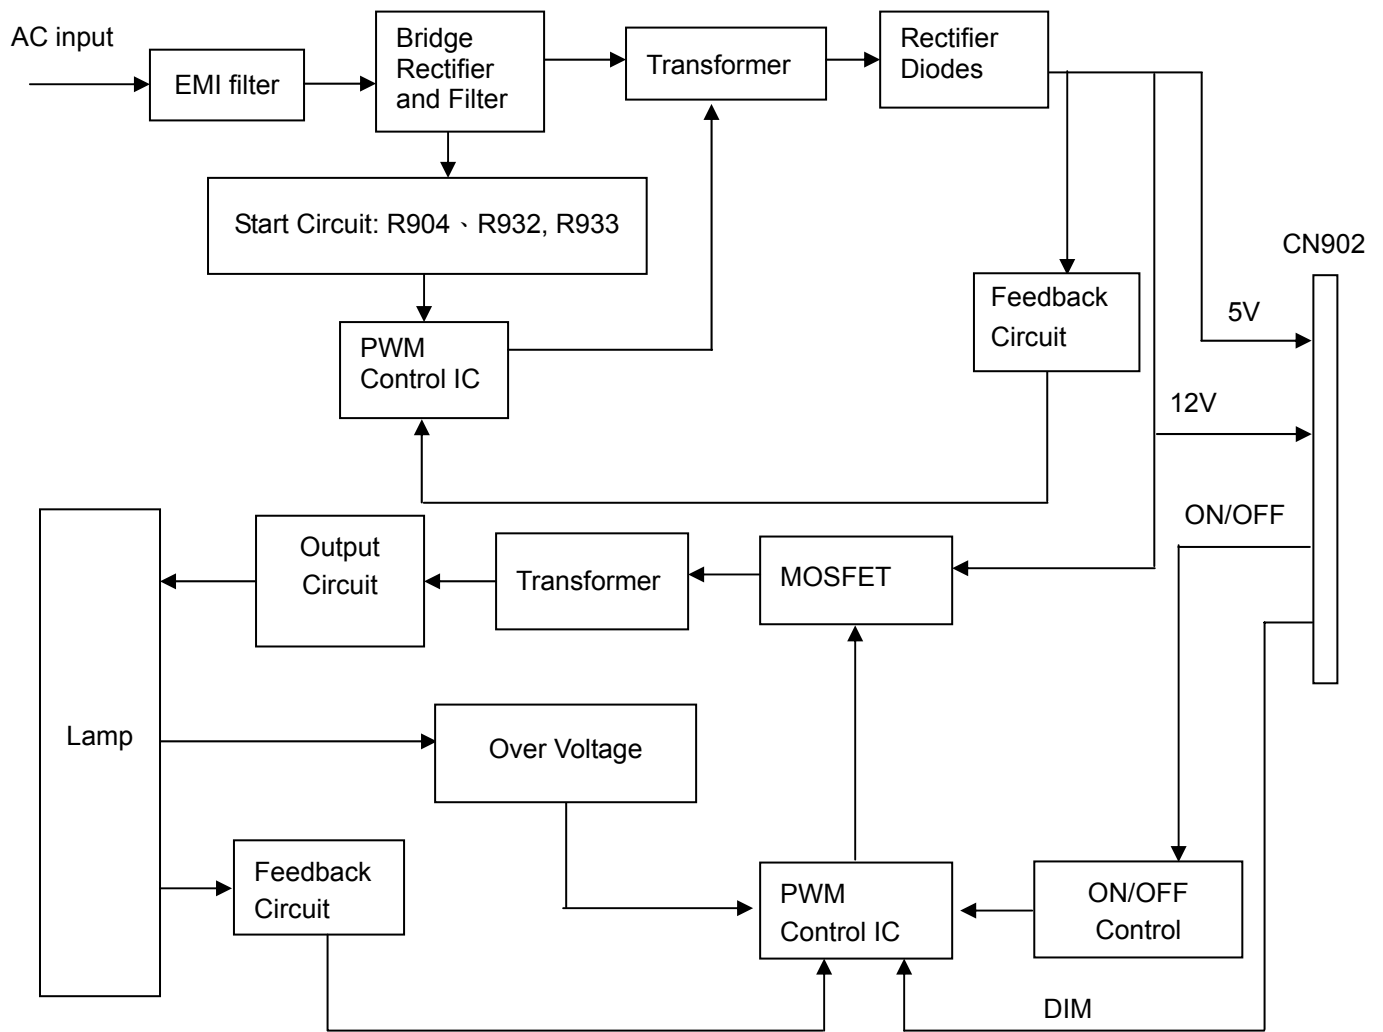 AC input
EMI filter
Bridge
Rectifier
and Filter
Transformer
Rectifier
Diodes
Start Circuit: R904、R932, R933
CN902
Feedback
Circuit
5V
PWM
Control IC
12V
ON/OFF
Output
Circuit
Transformer
MOSFET
Lamp
Over Voltage
Feedback
Circuit
PWM
Control IC
ON/OFF
Control
DIM